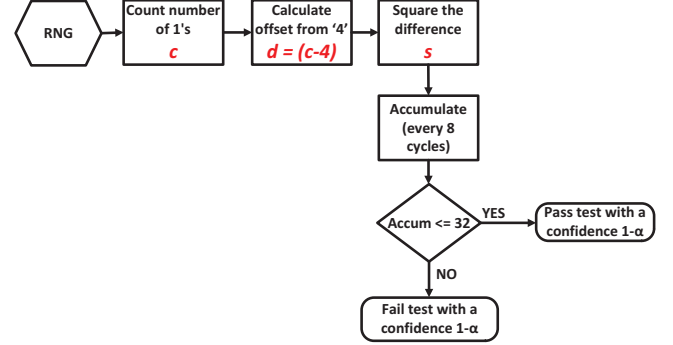 RNG
Count number
of 1's
c
Calculate
offset from ‘4’
d = (c-4)
Square the
difference
s
Accumulate
(every 8
cycles)
Accum <= 32
YES
Pass test with a
confidence 1-α
NO
Fail test with a
confidence 1-α